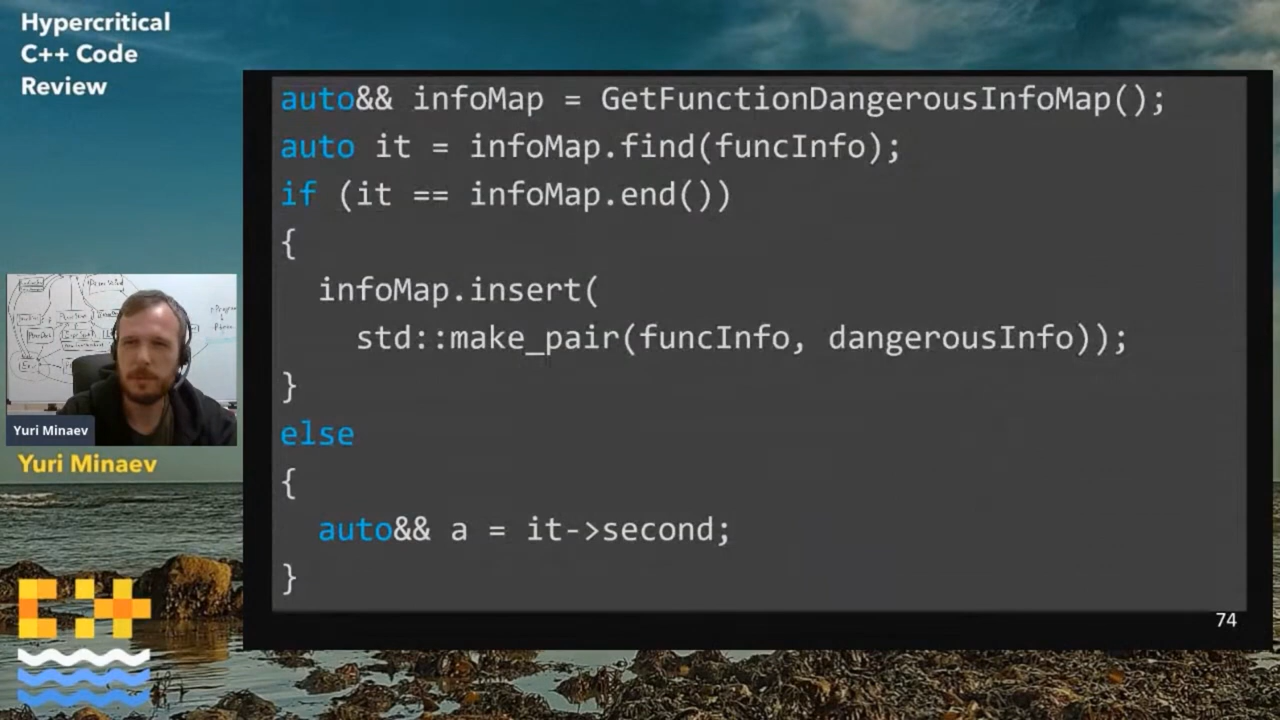 Hypercritical
C++ Code
Review
auto&& infoMap = GetFunctionDangerousInfoMap();
auto it = infoMap.find(funcInfo);
if (it == infoMap.end())
{
infoMap.insert(
std::make_pair(funcInfo, dangerousInfo));
}
else
{
auto&& a = it->second;
}
74
Yuri Minaev
Yuri Minaev
C++